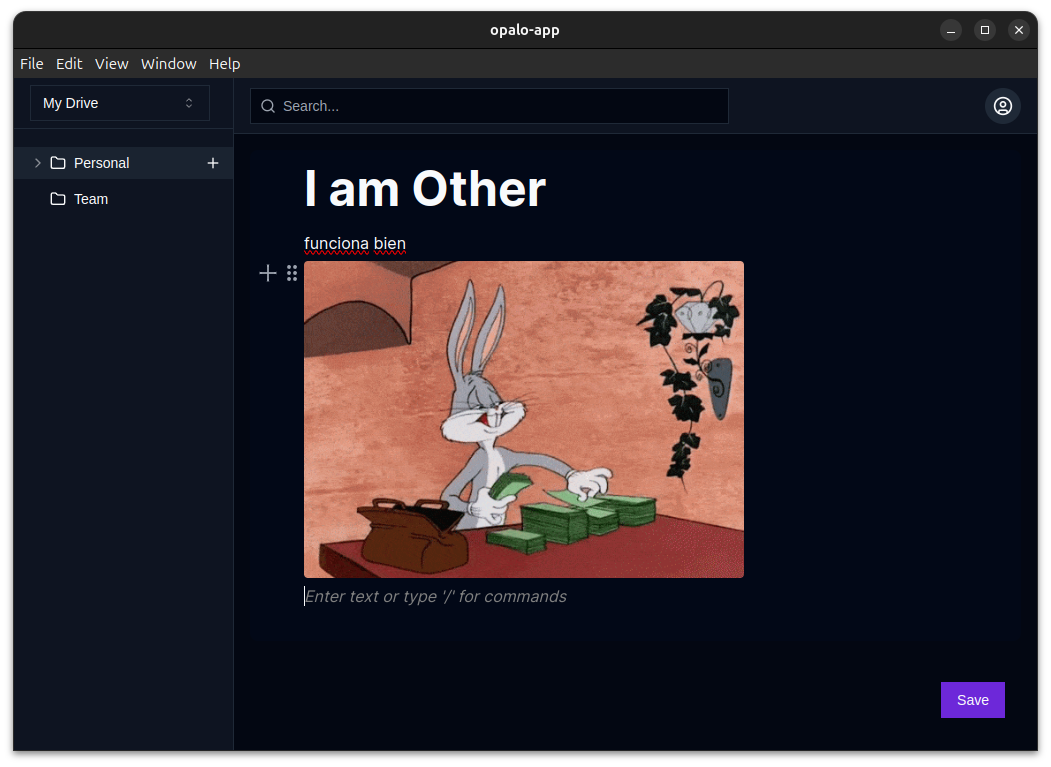 opalo-app
File Edit View Window Help
My Drive
Search...
Personal
Team
I am Other
funciona bien
Enter text or type '/' for commands
Save